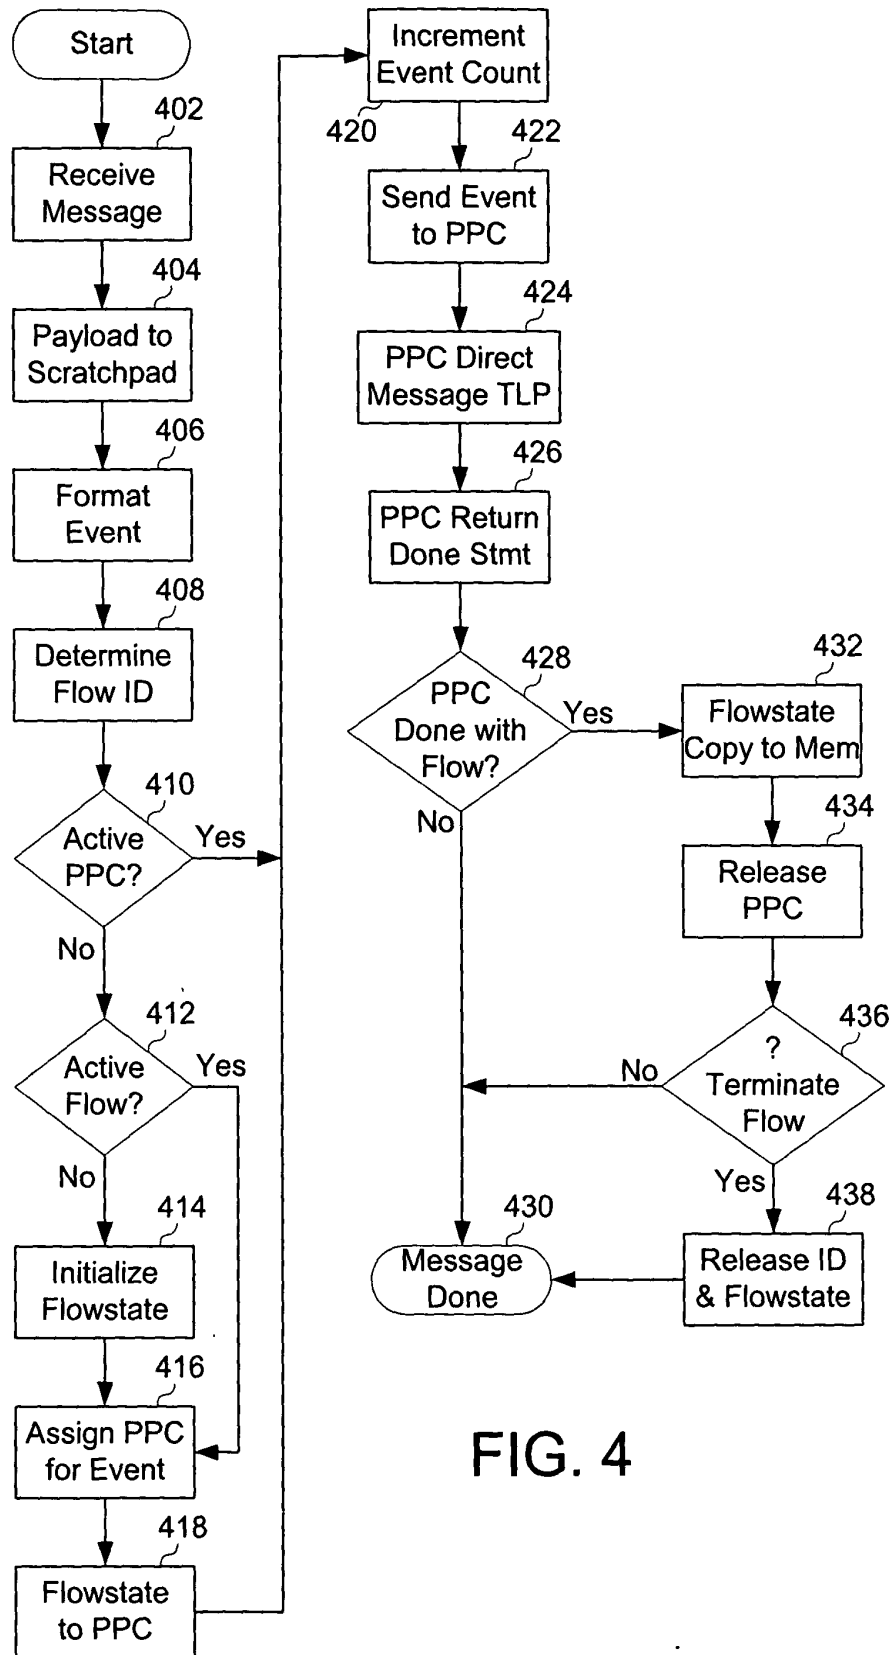 Start
402
Receive
Message
404
Payload to
Scratchpad
406
Format
Event
408
Determine
Flow ID
410
Active
PPC?
Yes
No
412
Active
Flow?
Yes
No
414
Initialize
Flowstate
416
Assign PPC
for Event
418
Flowstate
to PPC
Increment
Event Count
420
422
Send Event
to PPC
424
PPC Direct
Message TLP
426
PPC Return
Done Stmt
428
PPC
Done with
Flow?
Yes
No
432
Flowstate
Copy to Mem
434
Release
PPC
436
?
Terminate
Flow
No
Yes
438
Release ID
& Flowstate
430
Message
Done
FIG. 4